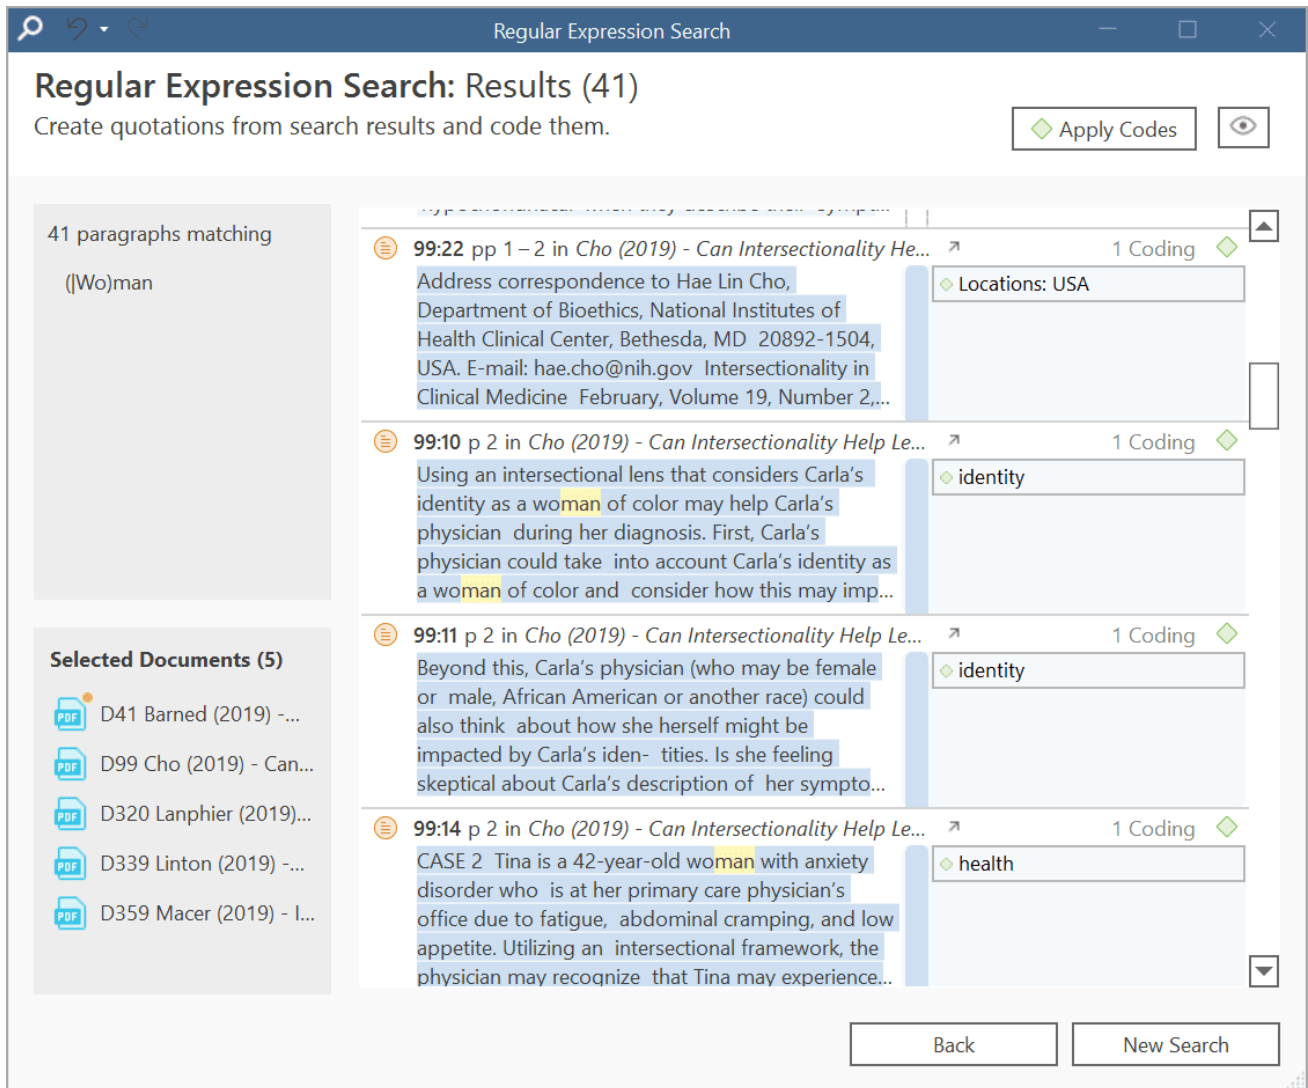 Regular Expression Search
Regular Expression Search: Results (41)
Create quotations from search results and code them.
Apply Codes
41 paragraphs matching
(|Wo)man
Selected Documents (5)
D41 Barned (2019) -...
D99 Cho (2019) - Can...
D320 Lanphier (2019)...
D339 Linton (2019) -...
D359 Macer (2019) - I...
99:22 pp 1 – 2 in Cho (2019) - Can Intersectionality He...
1 Coding
Address correspondence to Hae Lin Cho,
Department of Bioethics, National Institutes of
Health Clinical Center, Bethesda, MD 20892-1504,
USA. E-mail: hae.cho@nih.gov Intersectionality in
Clinical Medicine February, Volume 19, Number 2,...
Locations: USA
99:10 p 2 in Cho (2019) - Can Intersectionality Help Le...
1 Coding
Using an intersectional lens that considers Carla's
identity as a woman of color may help Carla's
physician during her diagnosis. First, Carla's
physician could take into account Carla's identity as
a woman of color and consider how this may imp...
identity
99:11 p 2 in Cho (2019) - Can Intersectionality Help Le...
1 Coding
Beyond this, Carla's physician (who may be female
or male, African American or another race) could
also think about how she herself might be
impacted by Carla's iden- tities. Is she feeling
skeptical about Carla's description of her sympto...
identity
99:14 p 2 in Cho (2019) - Can Intersectionality Help Le...
1 Coding
CASE 2 Tina is a 42-year-old woman with anxiety
disorder who is at her primary care physician's
office due to fatigue, abdominal cramping, and low
appetite. Utilizing an intersectional framework, the
physician may recognize that Tina may experience...
health
Back
New Search